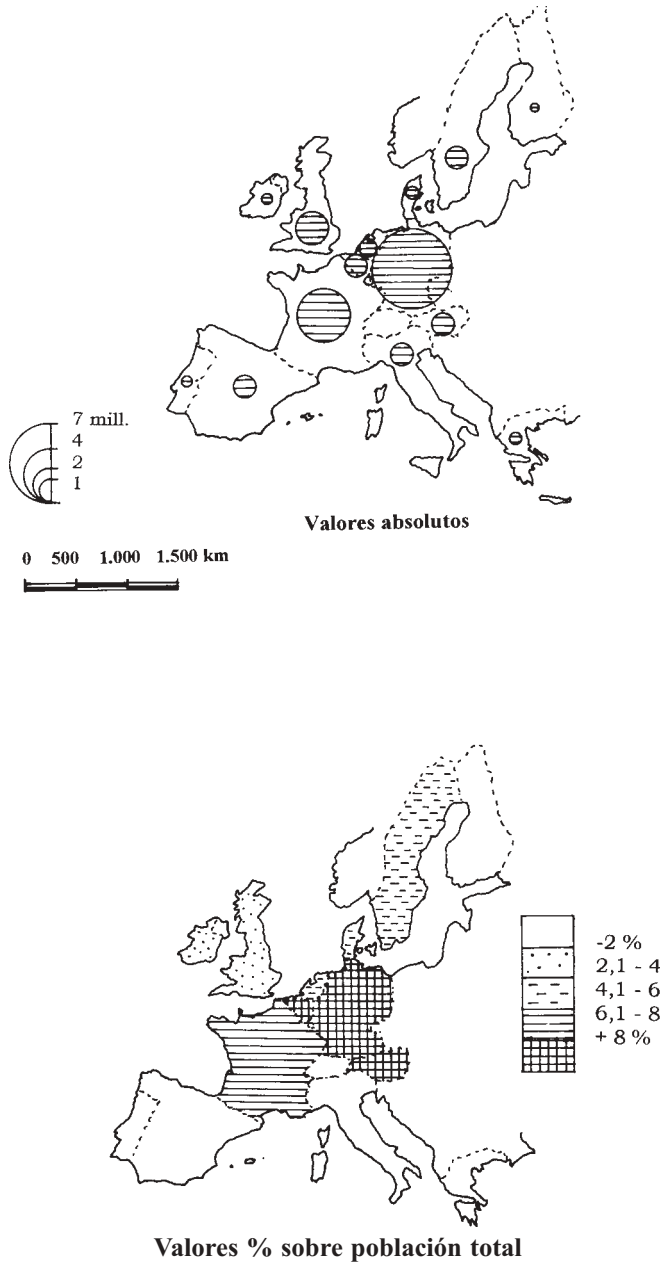 7 mill.
4
2
1
Valores absolutos
0 500 1.000 1.500 km
-2 %
2,1 - 4
4,1 - 6
6,1 - 8
+ 8 %
Valores % sobre población total